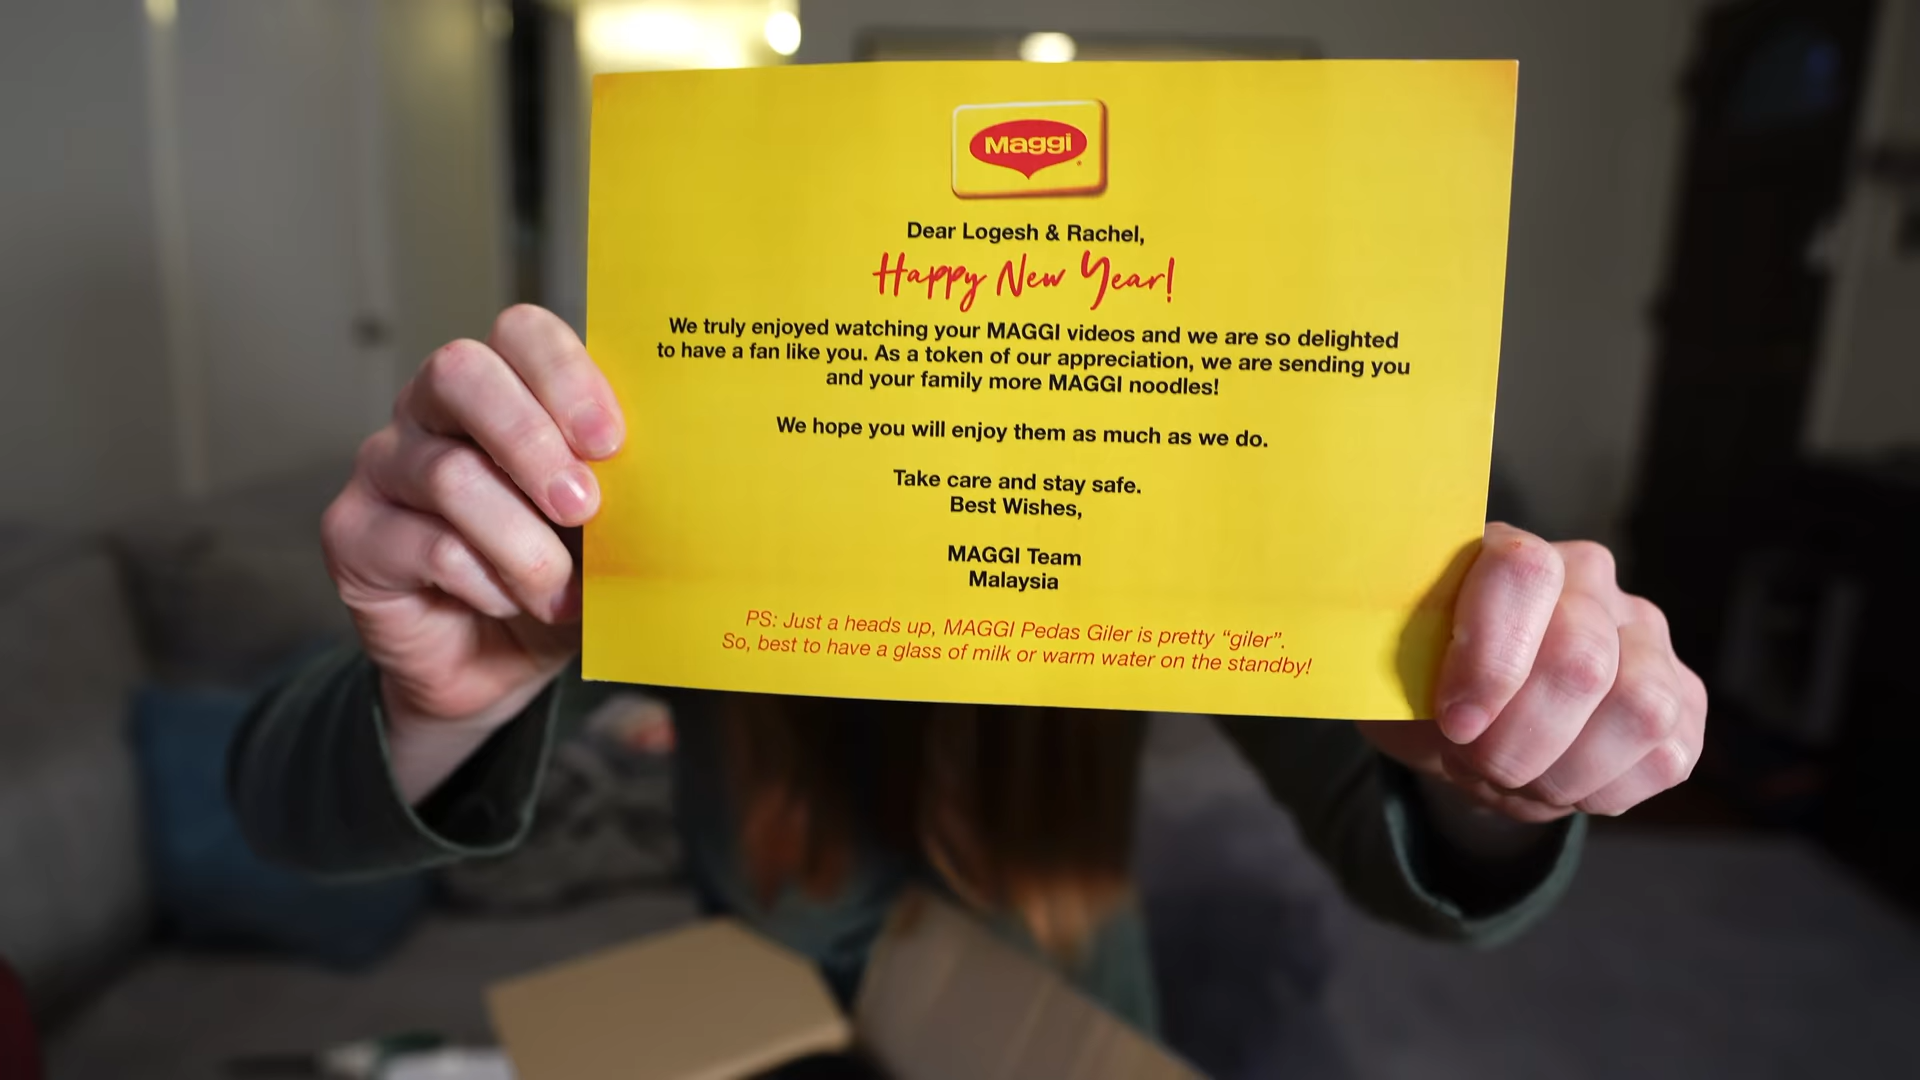 Maggi
Dear Logesh & Rachel,
Happy New Year!
We truly enjoyed watching your MAGGI videos and we are so delighted
to have a fan like you. As a token of our appreciation, we are sending you
and your family more MAGGI noodles!
We hope you will enjoy them as much as we do.
Take care and stay safe.
Best Wishes,
MAGGI Team
Malaysia
PS: Just a heads up, MAGGI Pedas Giler is pretty “giler”.
So, best to have a glass of milk or warm water on the standby!